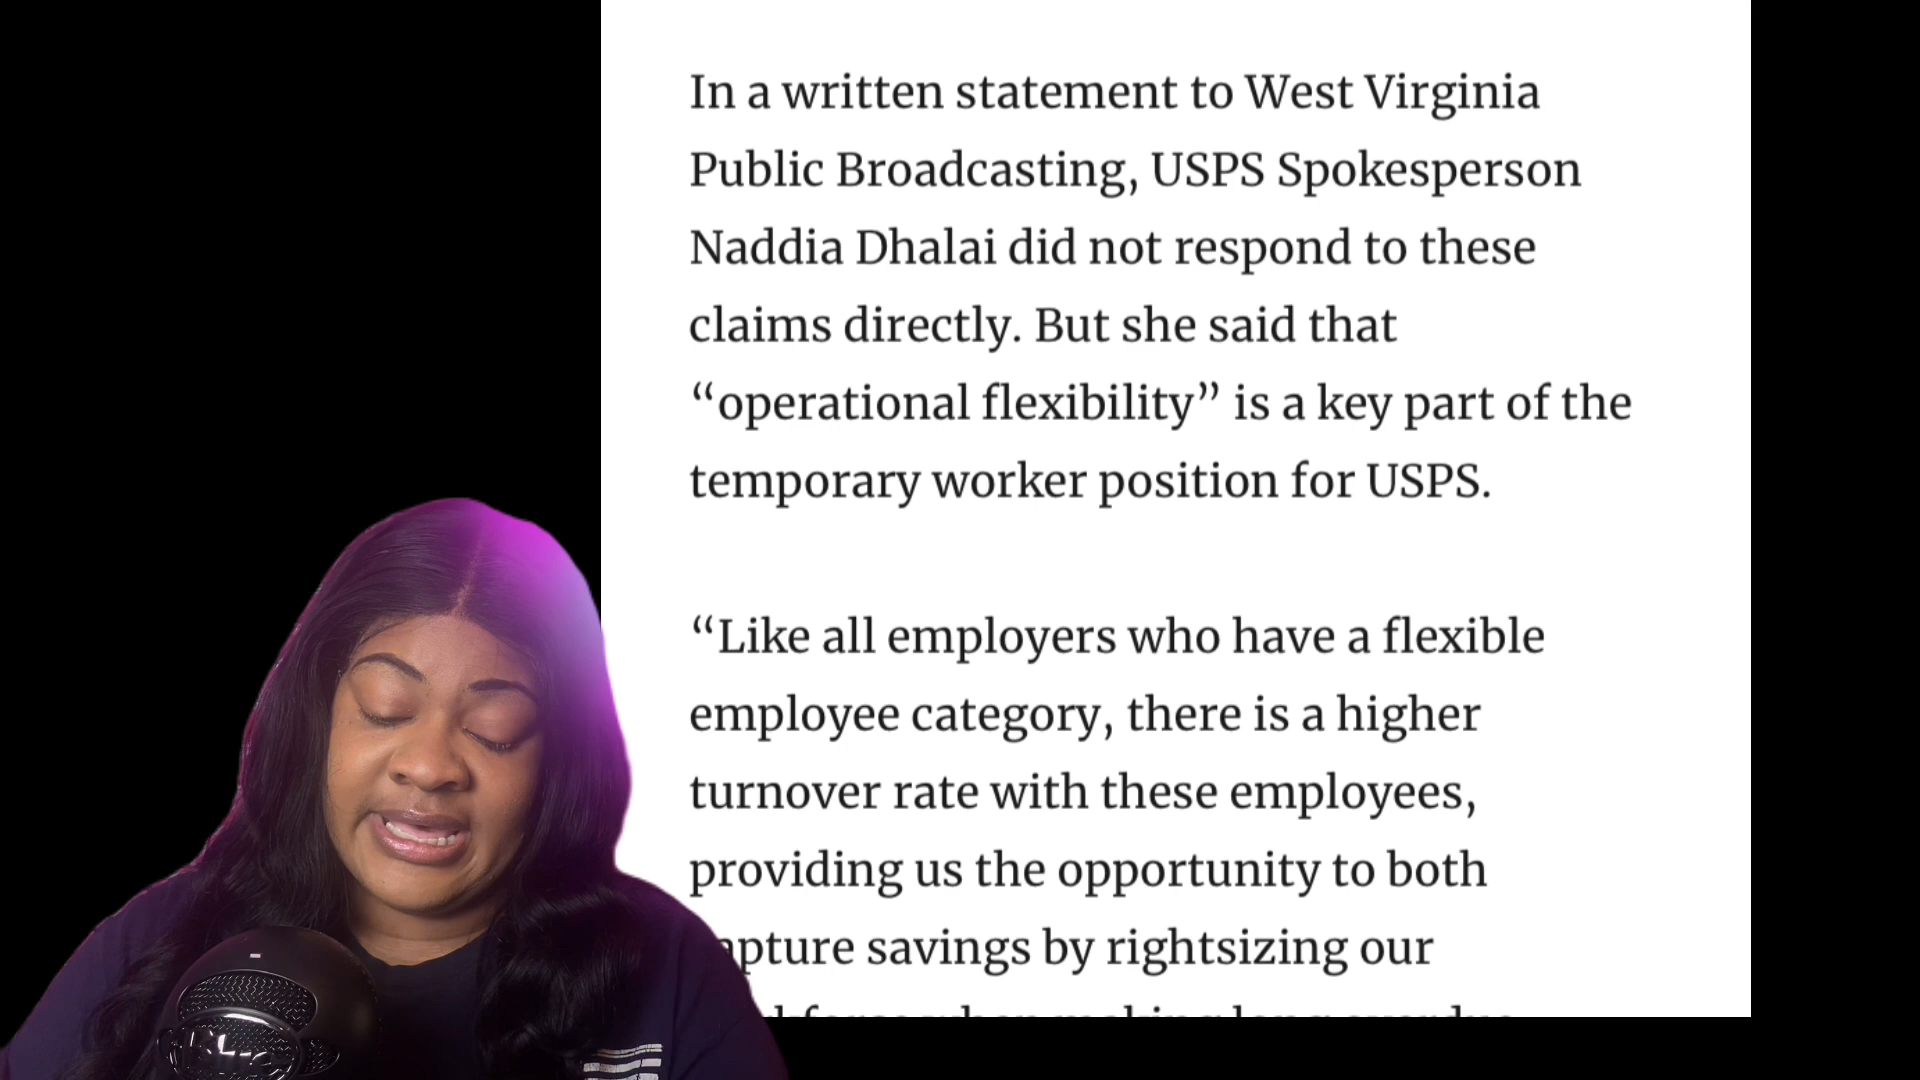 In a written statement to West Virginia
Public Broadcasting, USPS Spokesperson
Naddia Dhalai did not respond to these
claims directly. But she said that
“operational flexibility” is a key part of the
temporary worker position for USPS.
“Like all employers who have a flexible
employee category, there is a higher
turnover rate with these employees,
providing us the opportunity to both
apture savings by rightsizing our